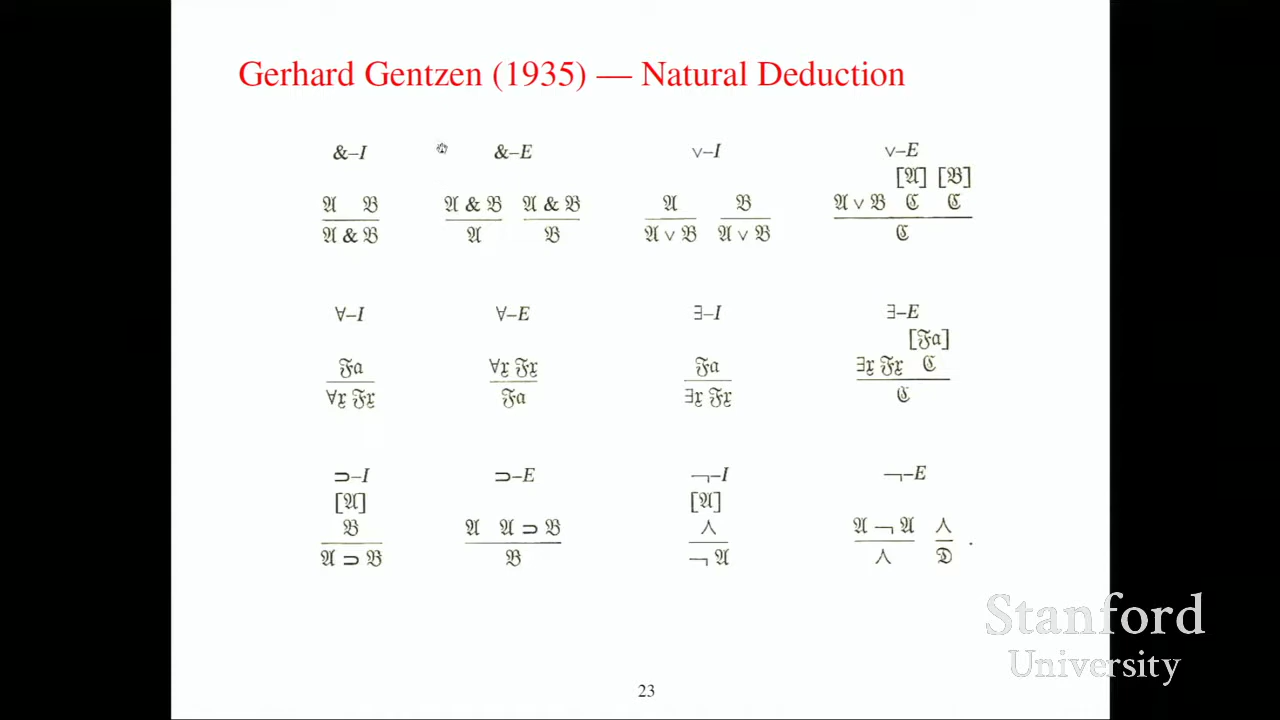 Gerhard Gentzen (1935) — Natural Deduction
&–I &–E ∨–I ∨–E
[𝔄] [𝔅]
𝔄 𝔅 𝔄 & 𝔅 𝔄 & 𝔅 𝔄 𝔅 𝔄 ∨ 𝔅 ℭ ℭ
𝔄 & 𝔅 𝔄 𝔅 𝔄 ∨ 𝔅 𝔄 ∨ 𝔅 ℭ
∀–I ∀–E ∃–I ∃–E
[𝔉𝔞]
𝔉𝔞 ∀𝔵 𝔉𝔵 𝔉𝔞 ∃𝔵 𝔉𝔵 ℭ
∀𝔵 𝔉𝔵 𝔉𝔞 ∃𝔵 𝔉𝔵 ℭ
⊃–I ⊃–E ¬–I ¬–E
[𝔄] [𝔄]
𝔅 𝔄 𝔄 ⊃ 𝔅 ⋏ 𝔄 ¬ 𝔄 ⋏
𝔄 ⊃ 𝔅 𝔅 ¬ 𝔄 ⋏ 𝔇 .
Stanford
University
23